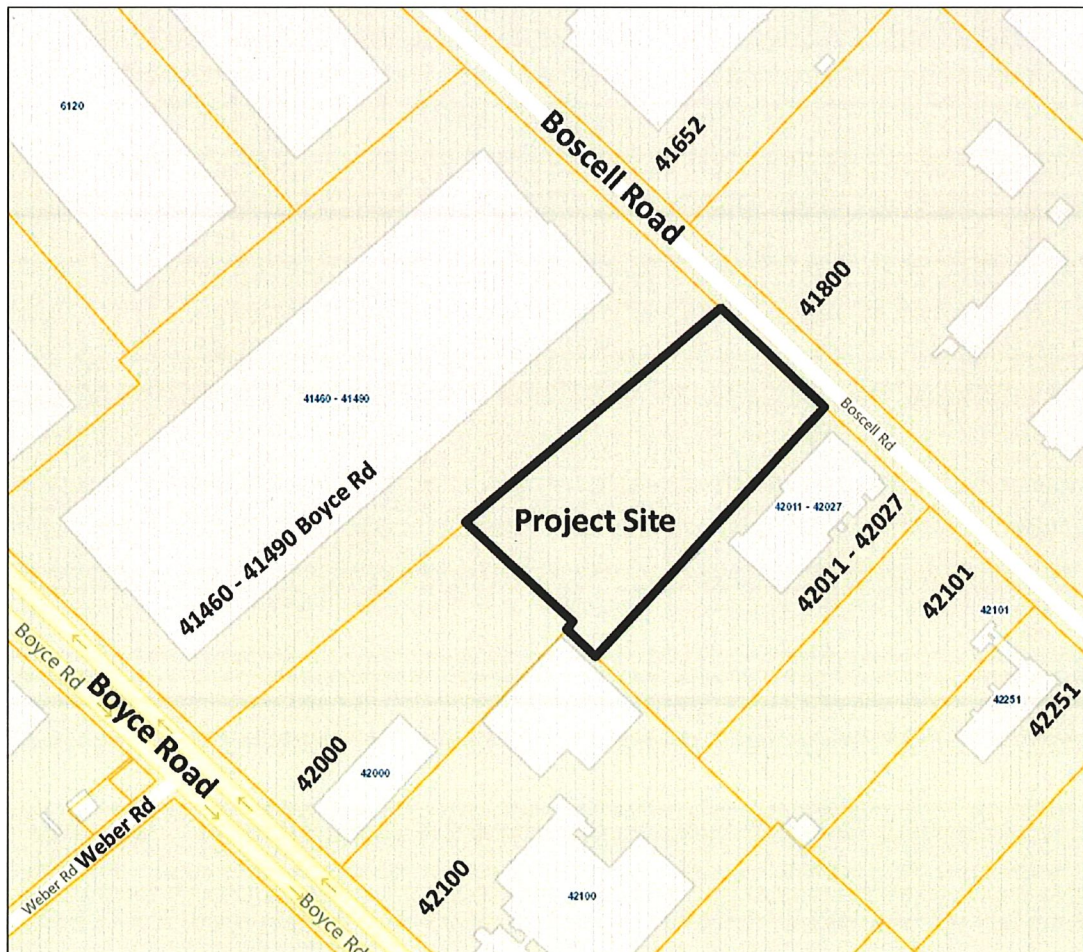 6120
Boscell Road
41652
41800
41460 - 41490
Boscell Rd
41460 - 41490 Boyce Rd
Project Site
42011 - 42027
42011 - 42027
42101
42101
42251
42251
Boyce Rd
Boyce Road
42000
42000
Weber Rd
Weber Rd
42100
42100
Boyce Rd